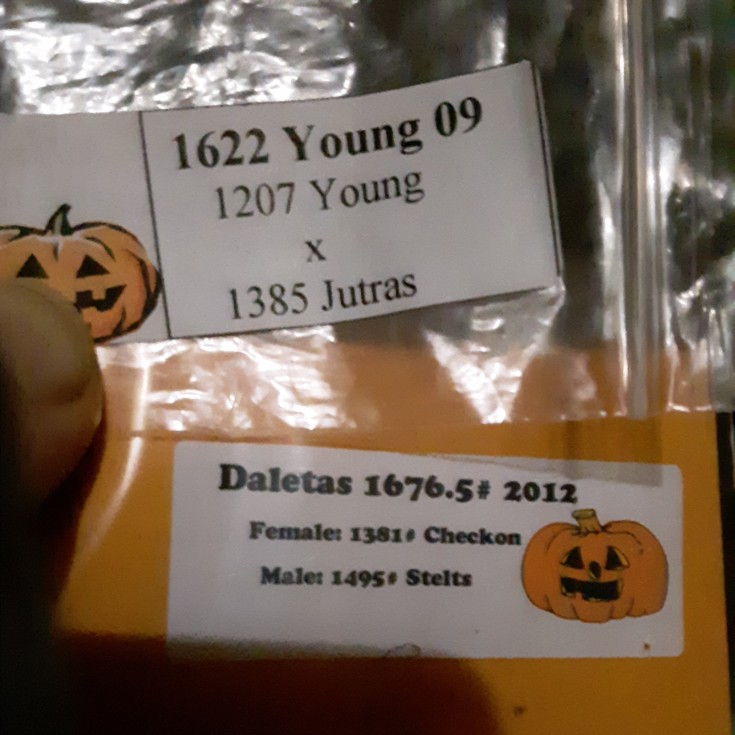 1622 Young 09
1207 Young
x
1385 Jutras
Daletas 1676.5# 2012
Female: 1381# Checkon
Male: 1495# Stelts